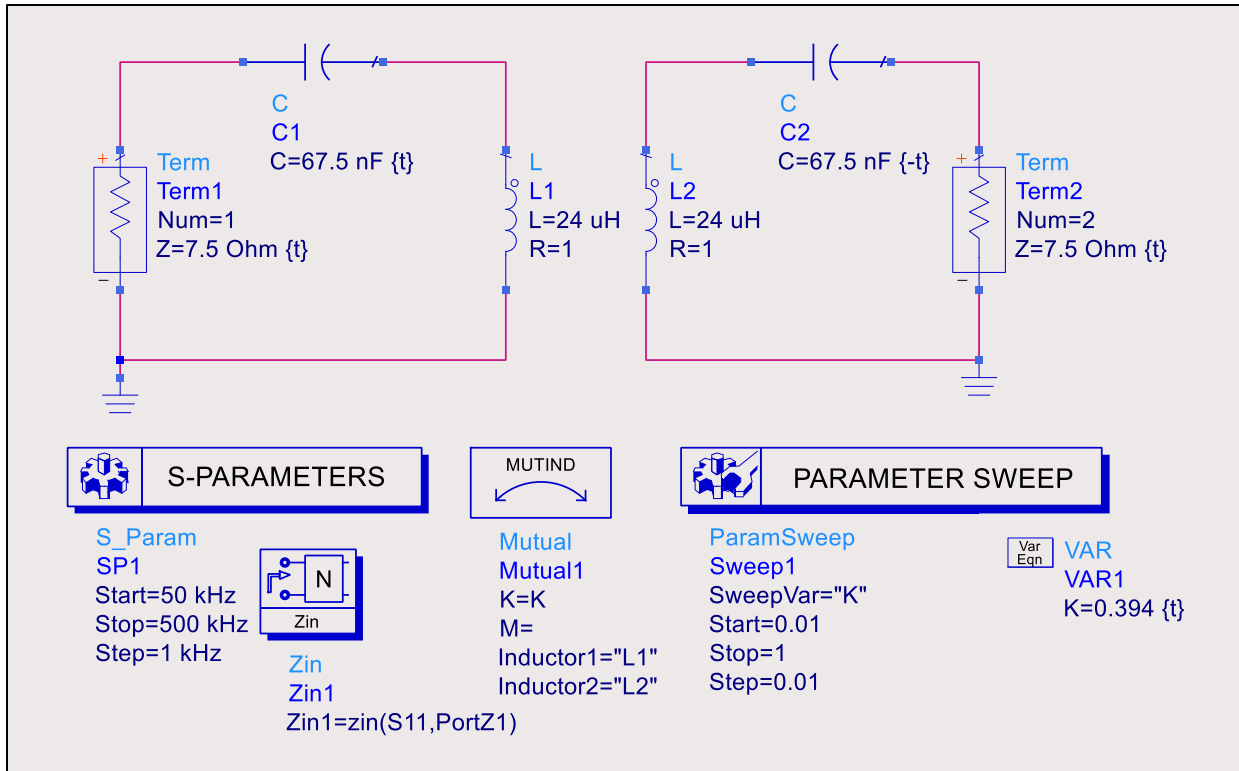 C
C1
C=67.5 nF {t}
C
C2
C=67.5 nF {-t}
+
Term
Term1
Num=1
Z=7.5 Ohm {t}
−
L
L1
L=24 uH
R=1
L
L2
L=24 uH
R=1
+
Term
Term2
Num=2
Z=7.5 Ohm {t}
−
S-PARAMETERS
S_Param
SP1
Start=50 kHz
Stop=500 kHz
Step=1 kHz
N
Zin
Zin
Zin1
Zin1=zin(S11,PortZ1)
MUTIND
Mutual
Mutual1
K=K
M=
Inductor1="L1"
Inductor2="L2"
PARAMETER SWEEP
ParamSweep
Sweep1
SweepVar="K"
Start=0.01
Stop=1
Step=0.01
Var
Eqn
VAR
VAR1
K=0.394 {t}